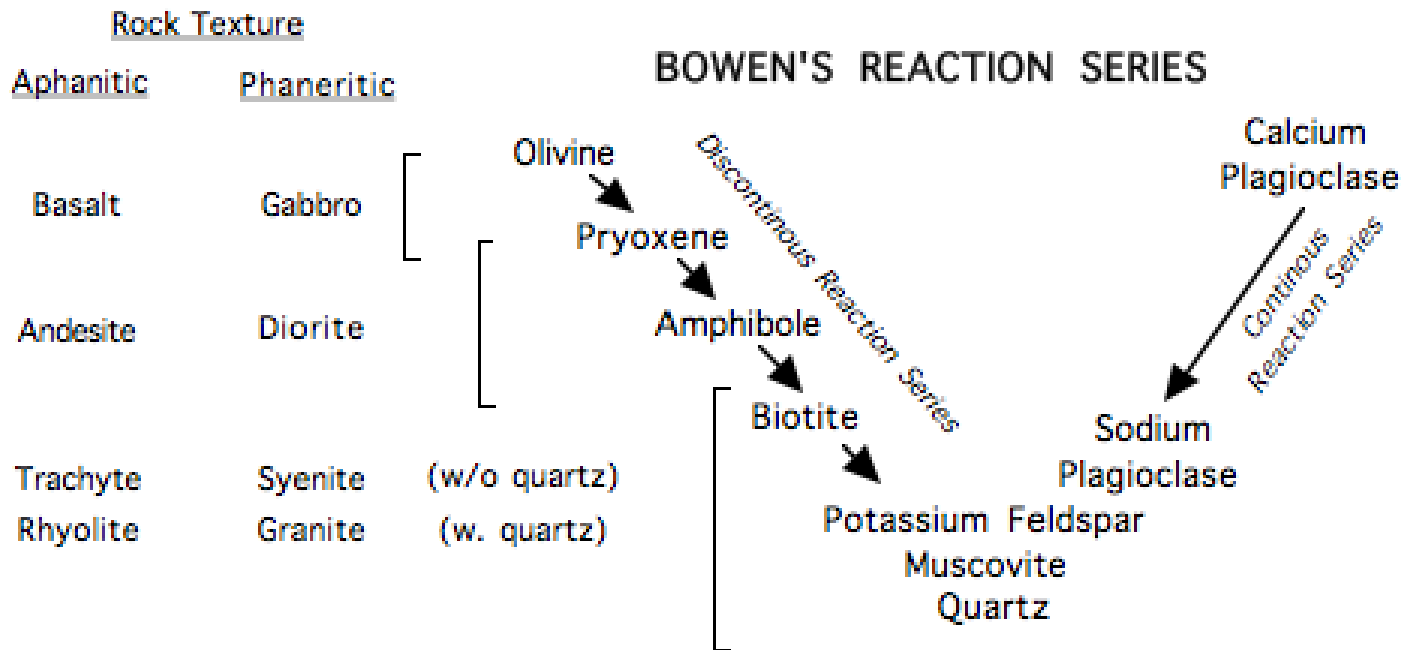 Rock Texture
BOWEN'S REACTION SERIES
Aphanitic Phaneritic
Basalt Gabbro
Andesite Diorite
Trachyte Syenite (w/o quartz)
Rhyolite Granite (w. quartz)
Olivine
Pryoxene
Amphibole
Biotite
Discontinous Reaction Series
Calcium
Plagioclase
Continous
Reaction Series
Sodium
Plagioclase
Potassium Feldspar
Muscovite
Quartz